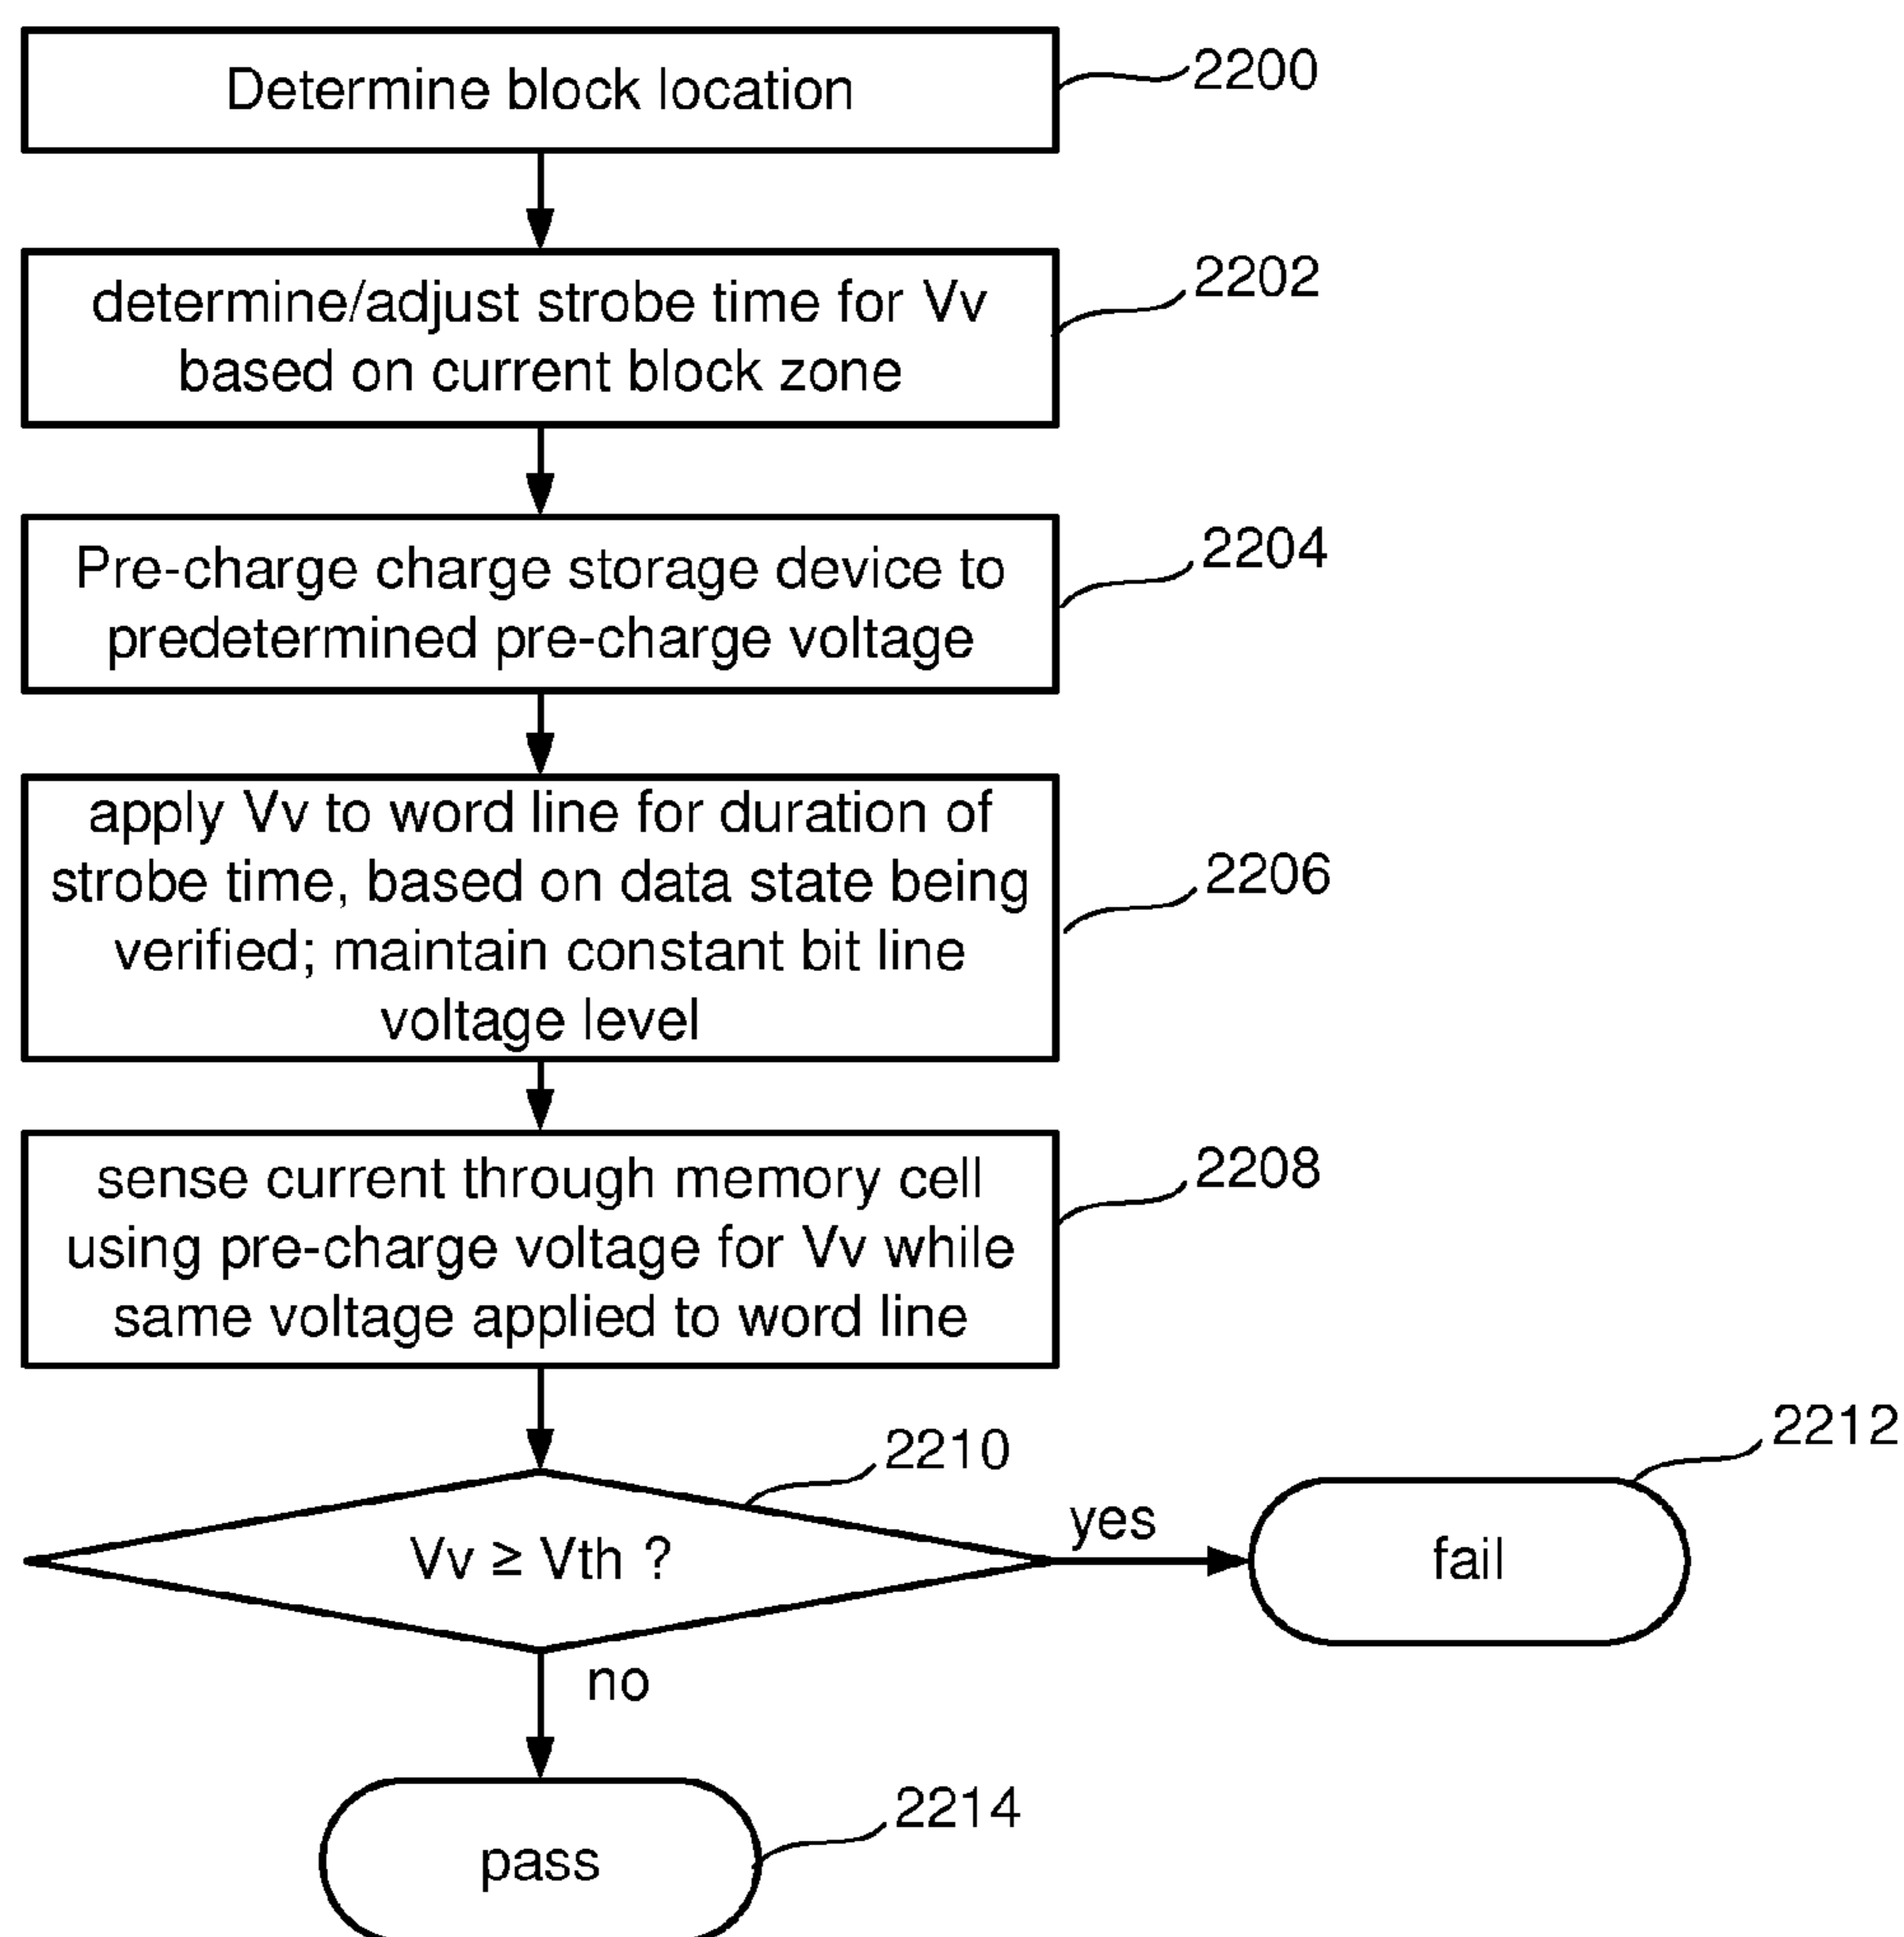 Determine block location
2200
determine/adjust strobe time for Vv
based on current block zone
2202
Pre-charge charge storage device to
predetermined pre-charge voltage
2204
apply Vv to word line for duration of
strobe time, based on data state being
verified; maintain constant bit line
voltage level
2206
sense current through memory cell
using pre-charge voltage for Vv while
same voltage applied to word line
2208
Vv ≥ Vth ?
2210
yes
fail
2212
no
pass
2214